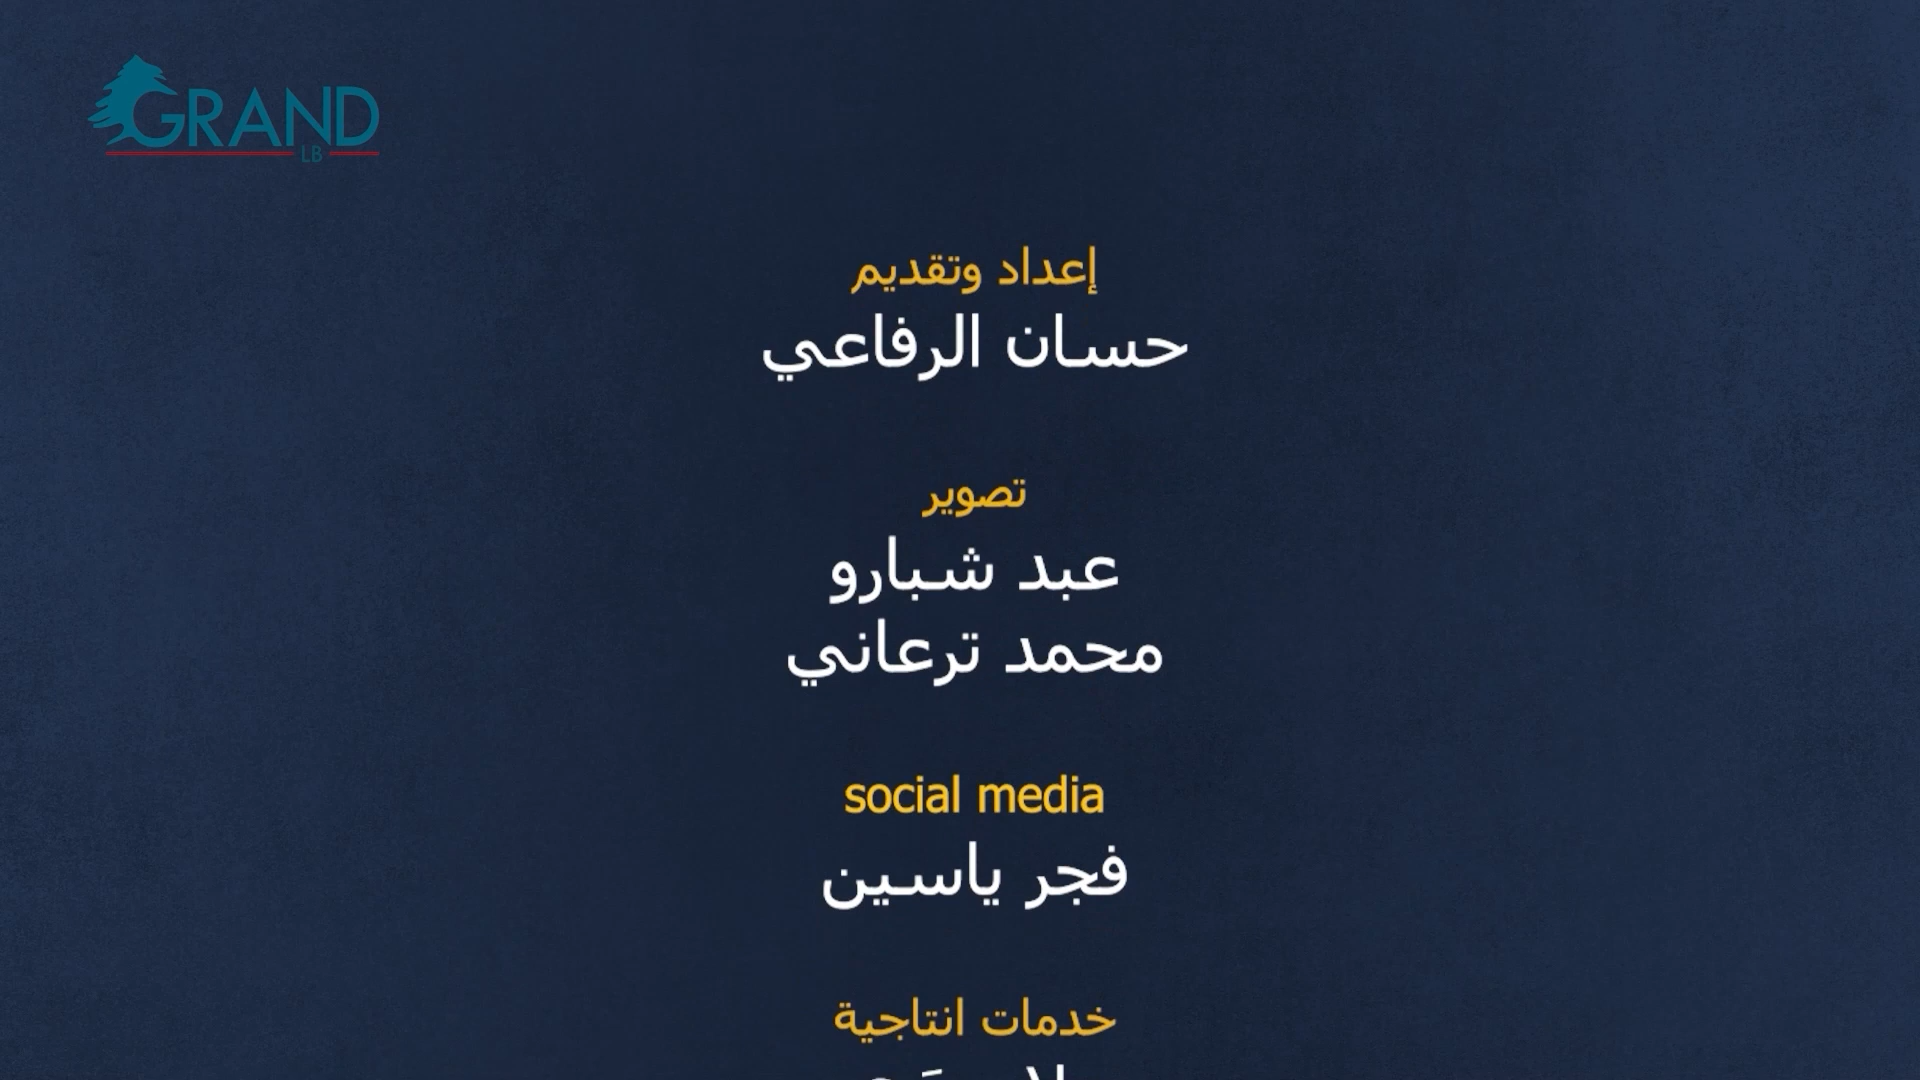 GRAND
LB
إعداد وتقديم
حسان الرفاعي
تصوير
عبد شبارو
محمد ترعاني
social media
فجر ياسين
خدمات انتاجية